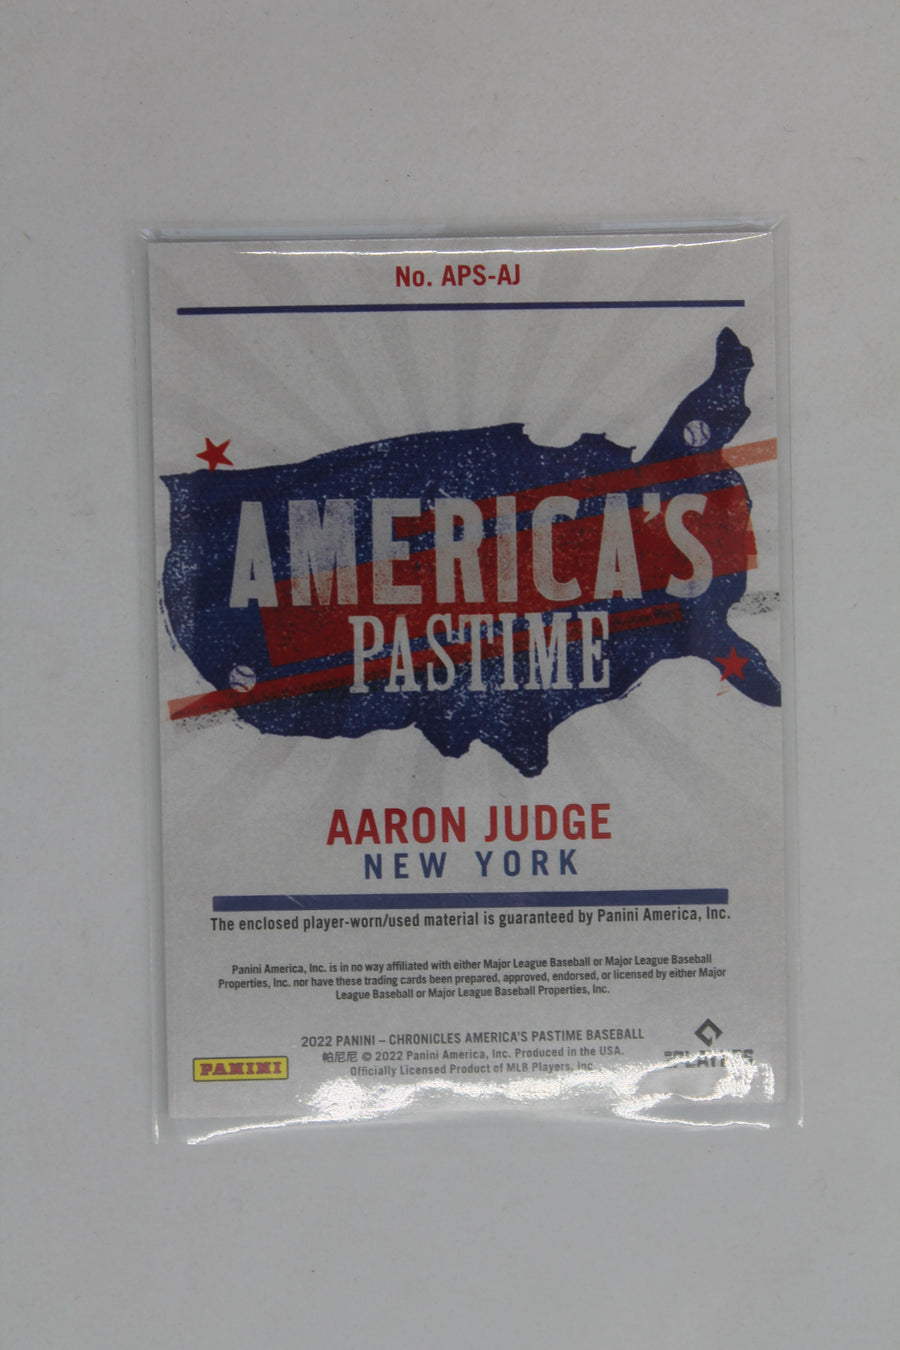 No. APS-AJ
AMERICA'S
PASTIME
AARON JUDGE
NEW YORK
The enclosed player-worn/used material is guaranteed by Panini America, Inc.
Panini America, Inc. is in no way affiliated with either Major League Baseball or Major League Baseball
Properties, Inc. nor have these trading cards been prepared, approved, endorsed, or licensed by either Major
League Baseball or Major League Baseball Properties, Inc.
2022 PANINI – CHRONICLES AMERICA'S PASTIME BASEBALL
帕尼尼 © 2022 Panini America, Inc. Produced in the USA.
Officially Licensed Product of MLB Players, Inc.
PANINI